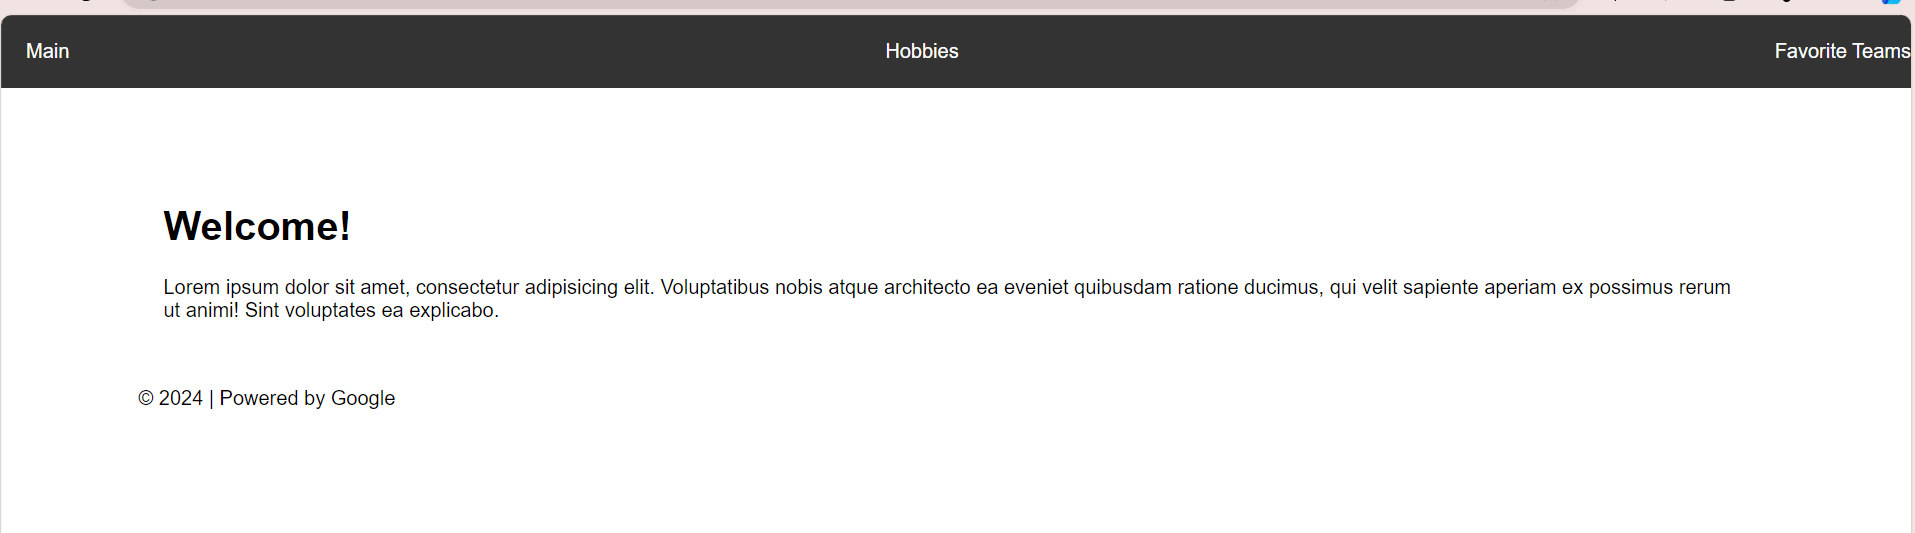 Main
Hobbies
Favorite Teams
Welcome!
Lorem ipsum dolor sit amet, consectetur adipisicing elit. Voluptatibus nobis atque architecto ea eveniet quibusdam ratione ducimus, qui velit sapiente aperiam ex possimus rerum
ut animi! Sint voluptates ea explicabo.
© 2024 | Powered by Google